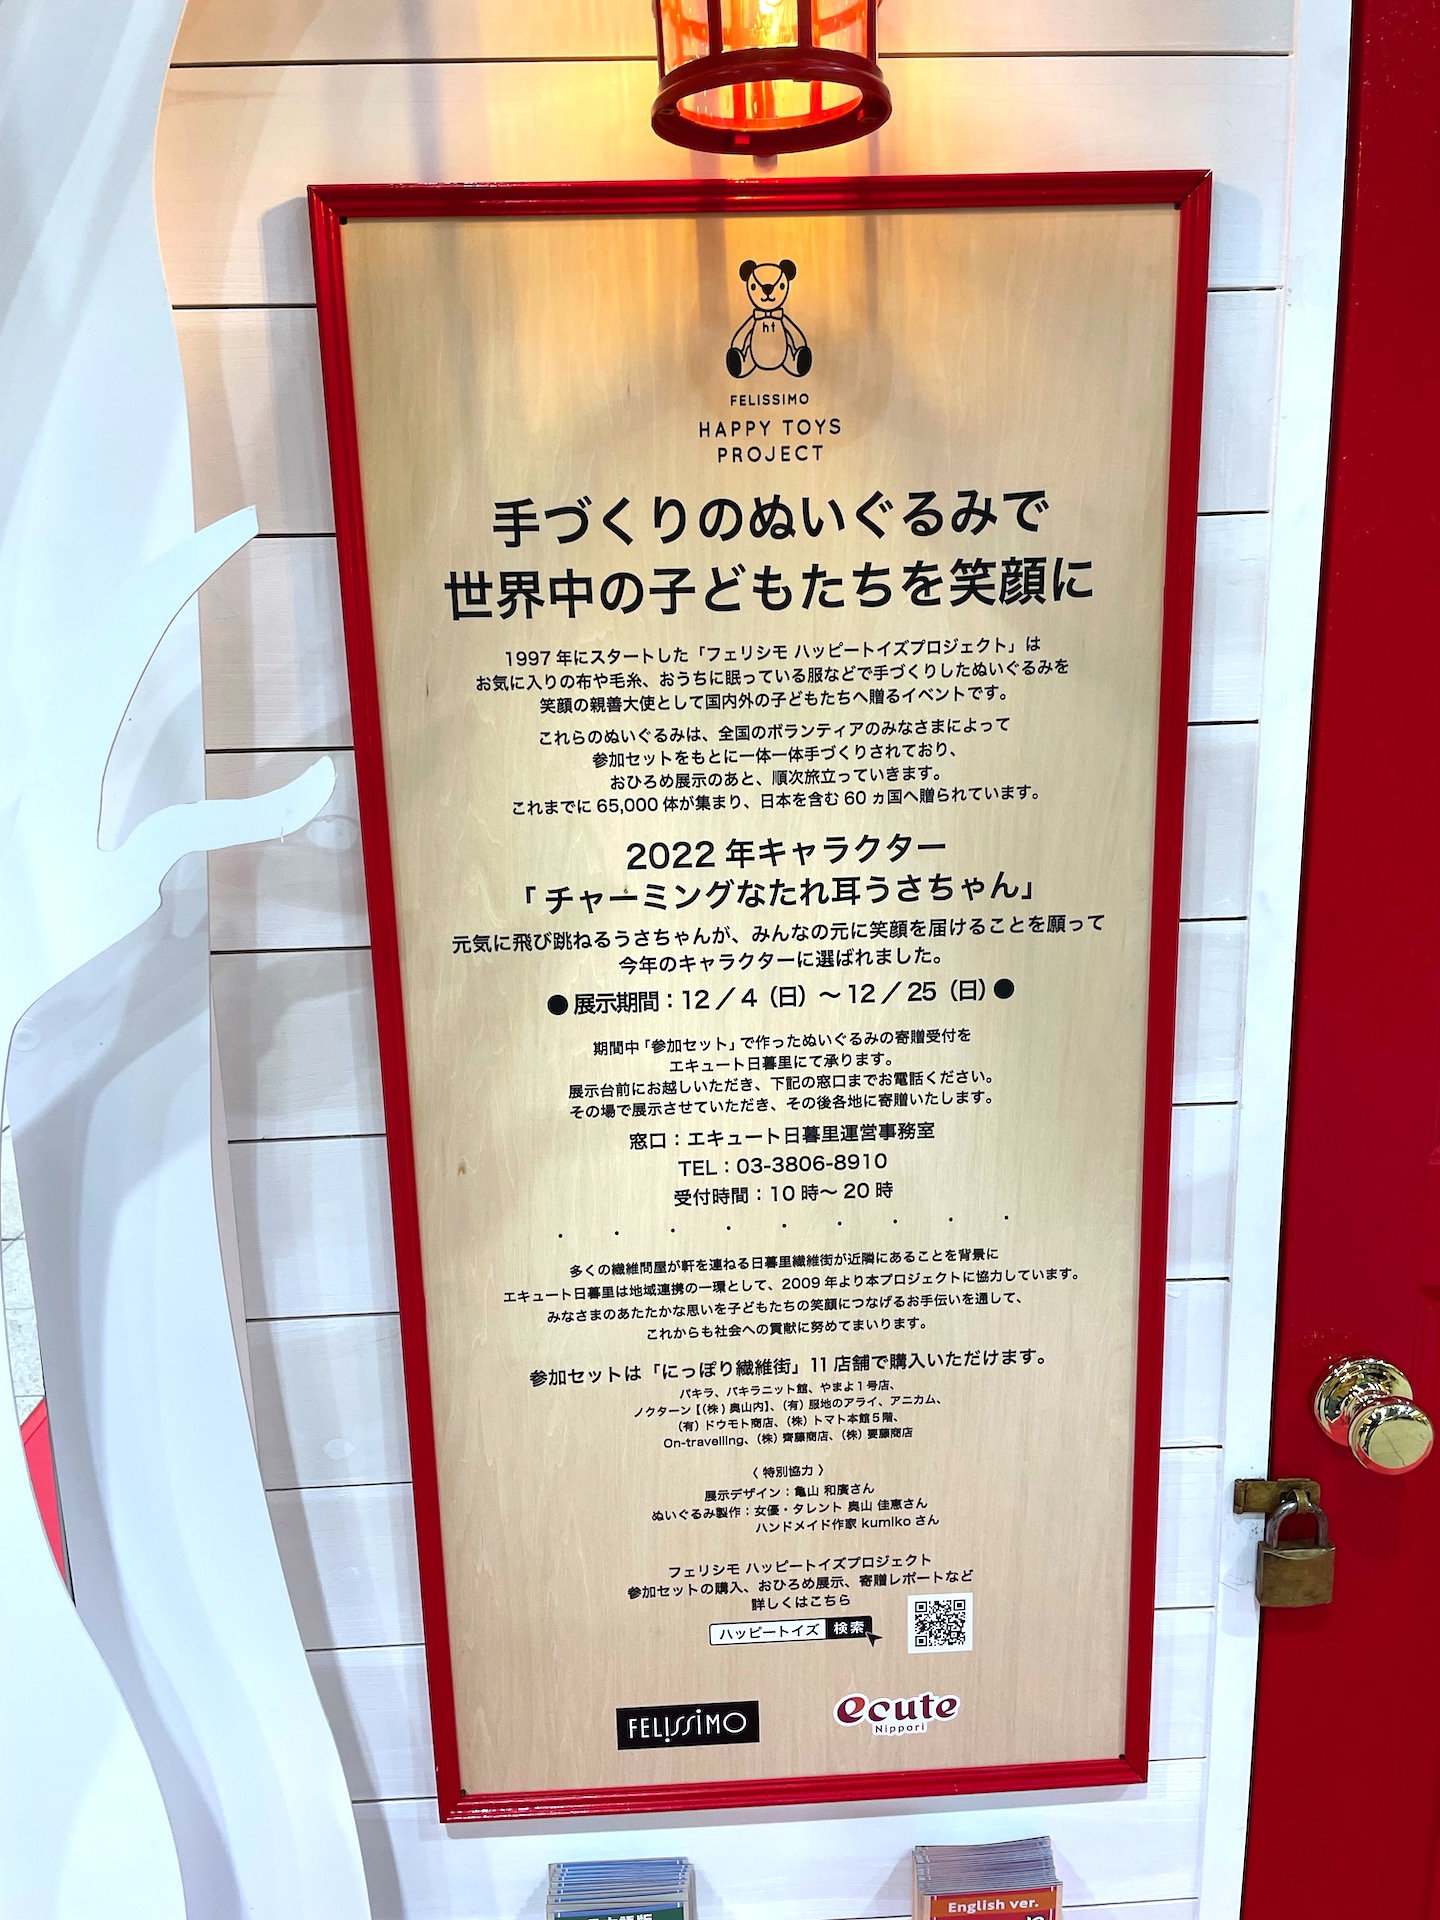 ht
FELISSIMO
HAPPY TOYS
PROJECT
手づくりのぬいぐるみで
世界中の子どもたちを笑顔に
1997 年にスタートした「フェリシモ ハッピートイズプロジェクト」は
お気に入りの布や毛糸、おうちに眠っている服などで手づくりしたぬいぐるみを
笑顔の親善大使として国内外の子どもたちへ贈るイベントです。
これらのぬいぐるみは、全国のボランティアのみなさまによって
参加セットをもとに一体一体手づくりされており、
おひろめ展示のあと、順次旅立っていきます。
これまでに 65,000 体が集まり、日本を含む 60 ヵ国へ贈られています。
2022 年キャラクター
「チャーミングなたれ耳うさちゃん」
元気に飛び跳ねるうさちゃんが、みんなの元に笑顔を届けることを願って
今年のキャラクターに選ばれました。
● 展示期間：12 ／ 4（日）～ 12 ／ 25（日）●
期間中「参加セット」で作ったぬいぐるみの寄贈受付を
エキュート日暮里にて承ります。
展示台前にお越しいただき、下記の窓口までお電話ください。
その場で展示させていただき、その後各地に寄贈いたします。
窓口：エキュート日暮里運営事務室
TEL：03-3806-8910
受付時間：10 時～ 20 時
・ ・ ・ ・ ・ ・ ・ ・ ・
多くの繊維問屋が軒を連ねる日暮里繊維街が近隣にあることを背景に
エキュート日暮里は地域連携の一環として、2009 年より本プロジェクトに協力しています。
みなさまのあたたかな思いを子どもたちの笑顔につなげるお手伝いを通して、
これからも社会への貢献に努めてまいります。
参加セットは「にっぽり繊維街」11 店舗で購入いただけます。
パキラ、パキラニット館、やまよ1号店、
ノクターン【(株) 奥山内】、(有) 服地のアライ、アニカム、
(有) ドウモト商店、(株) トマト本館5階、
On-travelling、(株) 齊藤商店、(株) 要藤商店
〈 特別協力 〉
展示デザイン：亀山 和廣さん
ぬいぐるみ製作：女優・タレント 奥山 佳恵さん
ハンドメイド作家 kumiko さん
フェリシモ ハッピートイズプロジェクト
参加セットの購入、おひろめ展示、寄贈レポートなど
詳しくはこちら
ハッピートイズ 検索
FELISSIMO
ecute
Nippori
English ver.